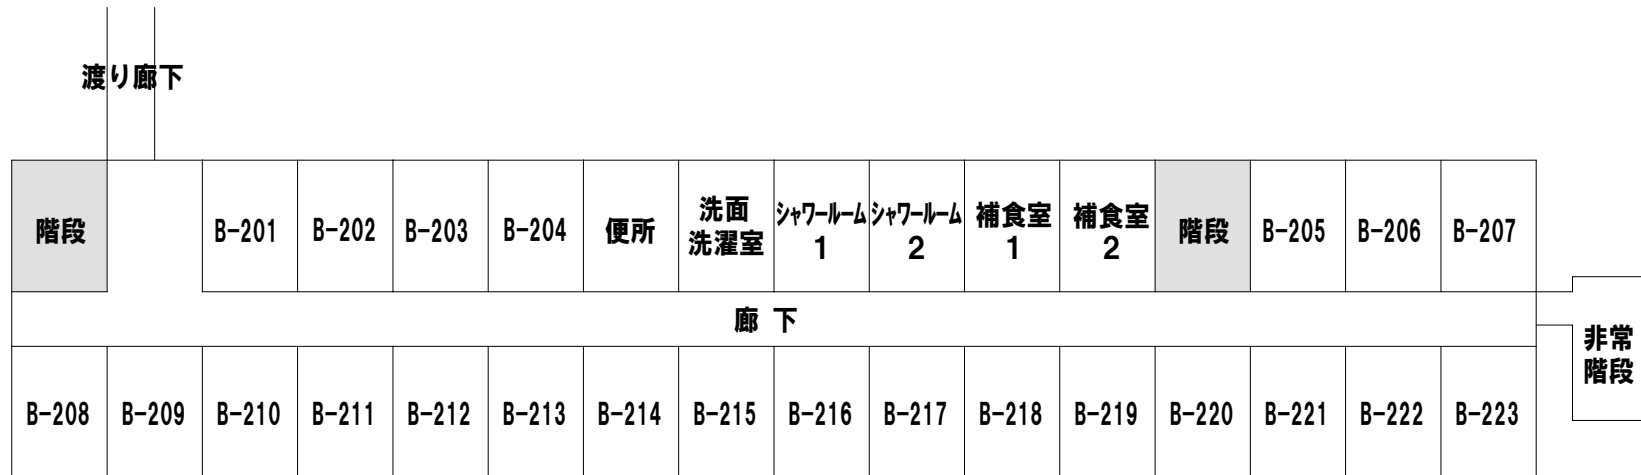 渡り廊下
階段
B-201
B-202
B-203
B-204
便所
洗面
洗濯室
シャワールーム
1
シャワールーム
2
補食室
1
補食室
2
階段
B-205
B-206
B-207
廊 下
非常
階段
B-208
B-209
B-210
B-211
B-212
B-213
B-214
B-215
B-216
B-217
B-218
B-219
B-220
B-221
B-222
B-223